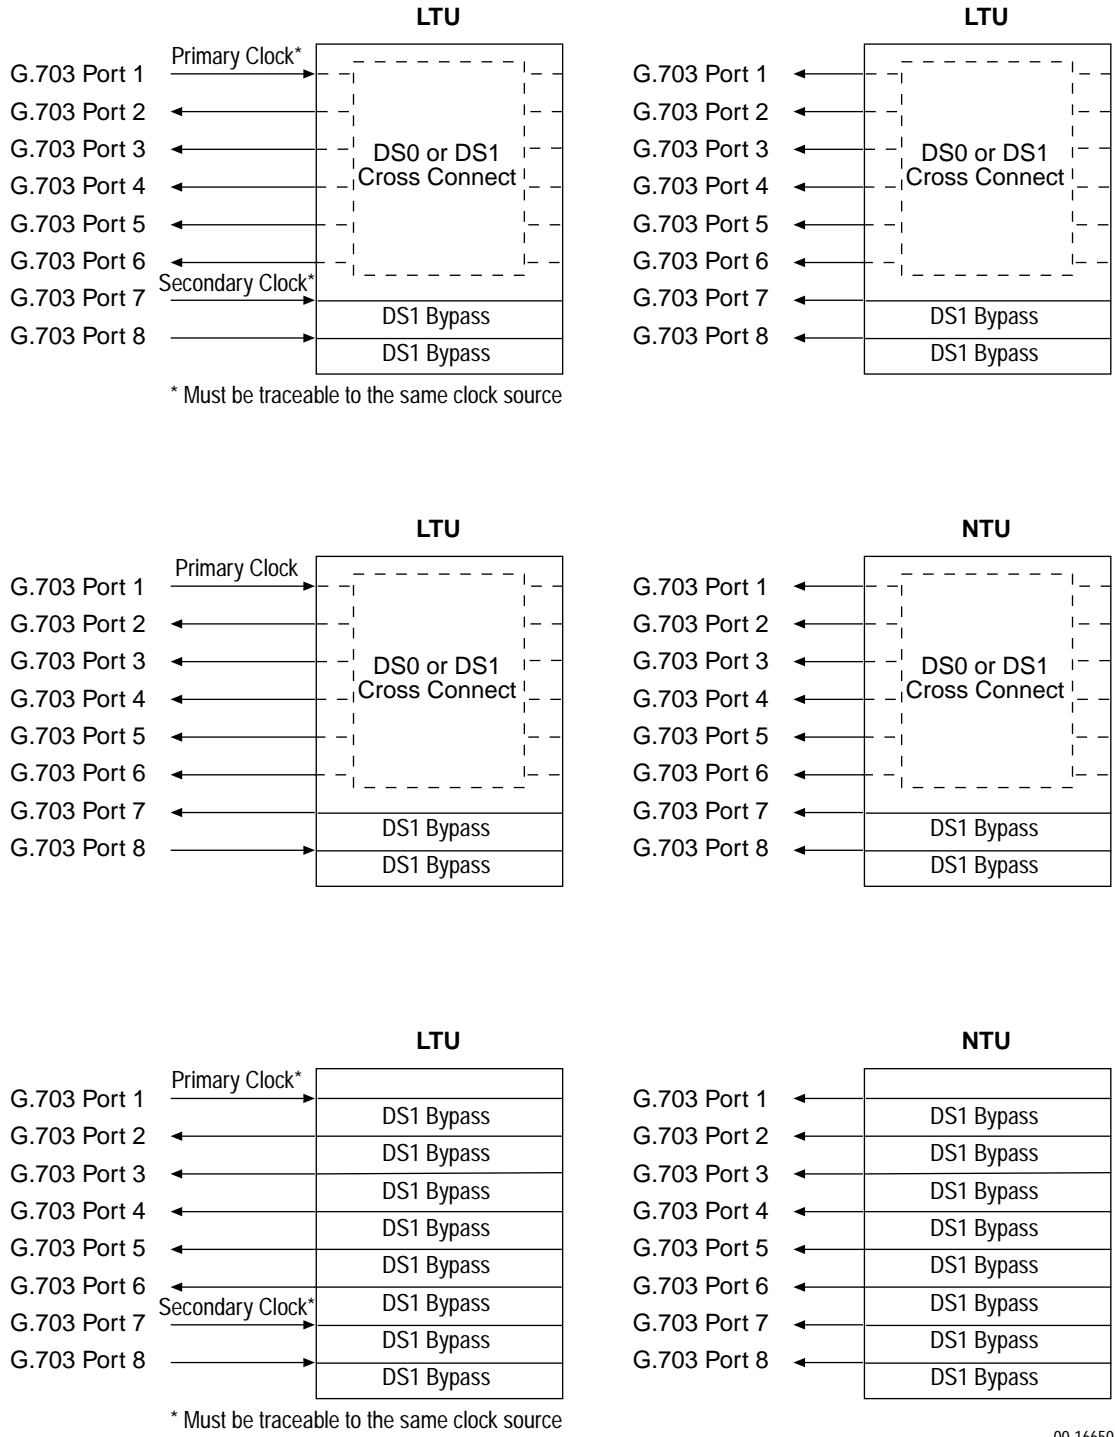 LTU
LTU
Primary Clock*
G.703 Port 1
G.703 Port 2
G.703 Port 3
G.703 Port 4
G.703 Port 5
G.703 Port 6
Secondary Clock*
G.703 Port 7
G.703 Port 8
DS0 or DS1
Cross Connect
DS1 Bypass
DS1 Bypass
G.703 Port 1
G.703 Port 2
G.703 Port 3
G.703 Port 4
G.703 Port 5
G.703 Port 6
G.703 Port 7
G.703 Port 8
DS0 or DS1
Cross Connect
DS1 Bypass
DS1 Bypass
* Must be traceable to the same clock source
LTU
NTU
Primary Clock
G.703 Port 1
G.703 Port 2
G.703 Port 3
G.703 Port 4
G.703 Port 5
G.703 Port 6
G.703 Port 7
G.703 Port 8
DS0 or DS1
Cross Connect
DS1 Bypass
DS1 Bypass
G.703 Port 1
G.703 Port 2
G.703 Port 3
G.703 Port 4
G.703 Port 5
G.703 Port 6
G.703 Port 7
G.703 Port 8
DS0 or DS1
Cross Connect
DS1 Bypass
DS1 Bypass
LTU
NTU
Primary Clock*
G.703 Port 1
G.703 Port 2
G.703 Port 3
G.703 Port 4
G.703 Port 5
G.703 Port 6
Secondary Clock*
G.703 Port 7
G.703 Port 8
DS1 Bypass
DS1 Bypass
DS1 Bypass
DS1 Bypass
DS1 Bypass
DS1 Bypass
DS1 Bypass
DS1 Bypass
G.703 Port 1
G.703 Port 2
G.703 Port 3
G.703 Port 4
G.703 Port 5
G.703 Port 6
G.703 Port 7
G.703 Port 8
DS1 Bypass
DS1 Bypass
DS1 Bypass
DS1 Bypass
DS1 Bypass
DS1 Bypass
DS1 Bypass
DS1 Bypass
* Must be traceable to the same clock source